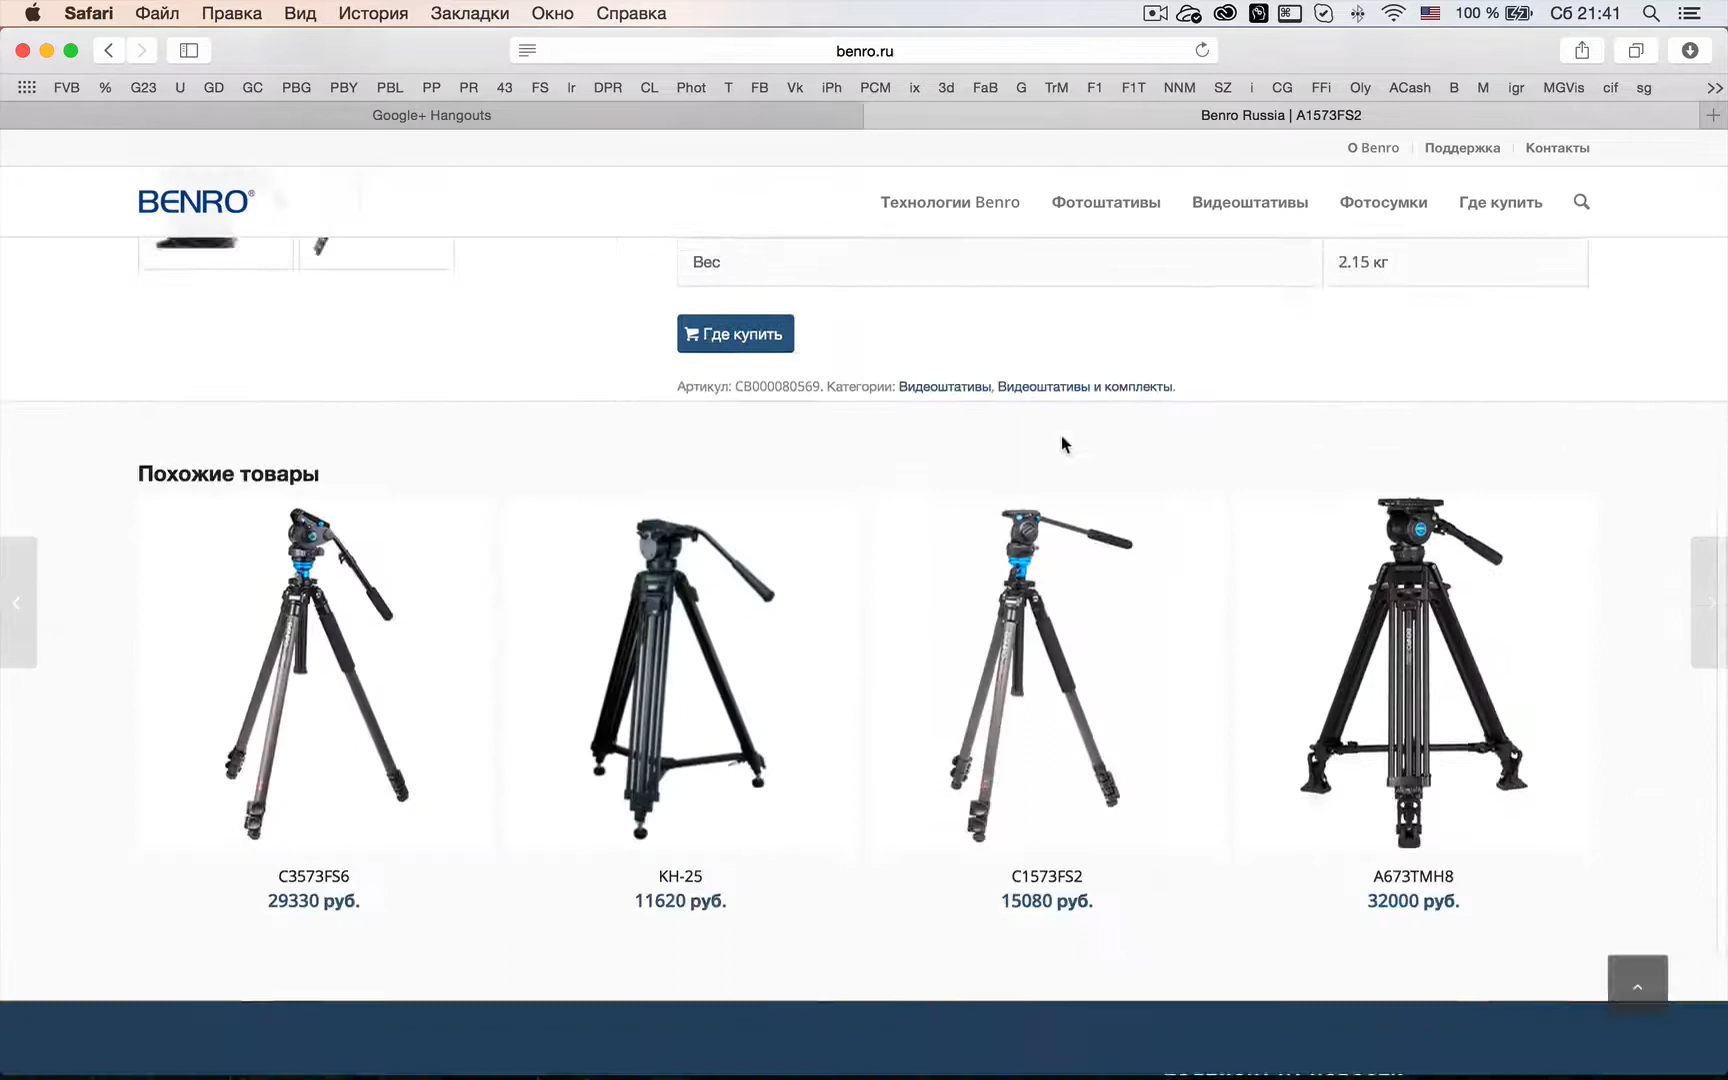 Safari Файл Правка Вид История Закладки Окно Справка 100 % Сб 21:41
benro.ru
FVB % G23 U GD GC PBG PBY PBL PP PR 43 FS lr DPR CL Phot T FB Vk iPh PCM ix 3d FaB G TrM F1 F1T NNM SZ i CG FFi Oly ACash B M igr MGVis cif sg
Google+ Hangouts Benro Russia | A1573FS2
О Benro Поддержка Контакты
BENRO® Технологии Benro Фотоштативы Видеоштативы Фотосумки Где купить
Вес 2.15 кг
Где купить
Артикул: CB000080569. Категории: Видеоштативы, Видеоштативы и комплекты.
Похожие товары
C3573FS6 KH-25 C1573FS2 A673TMH8
29330 руб. 11620 руб. 15080 руб. 32000 руб.